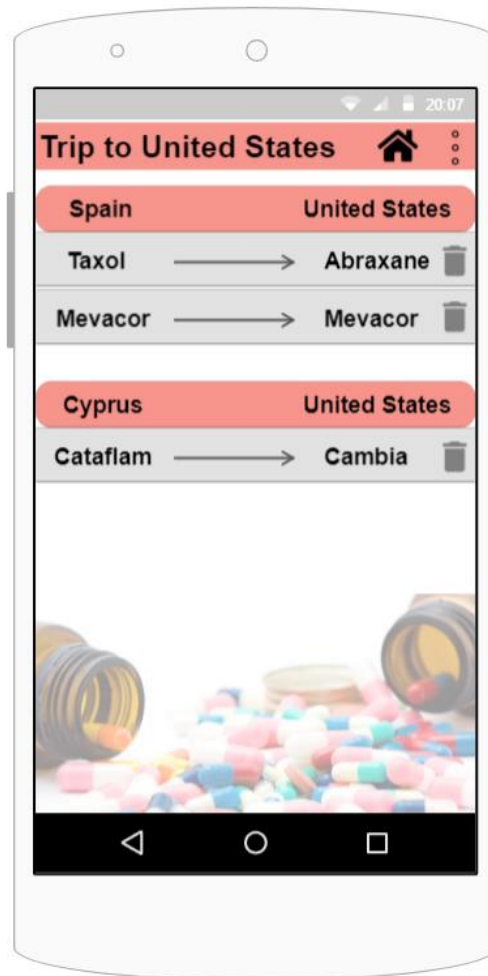 20:07
Trip to United States
Spain United States
Taxol Abraxane
Mevacor Mevacor
Cyprus United States
Cataflam Cambia